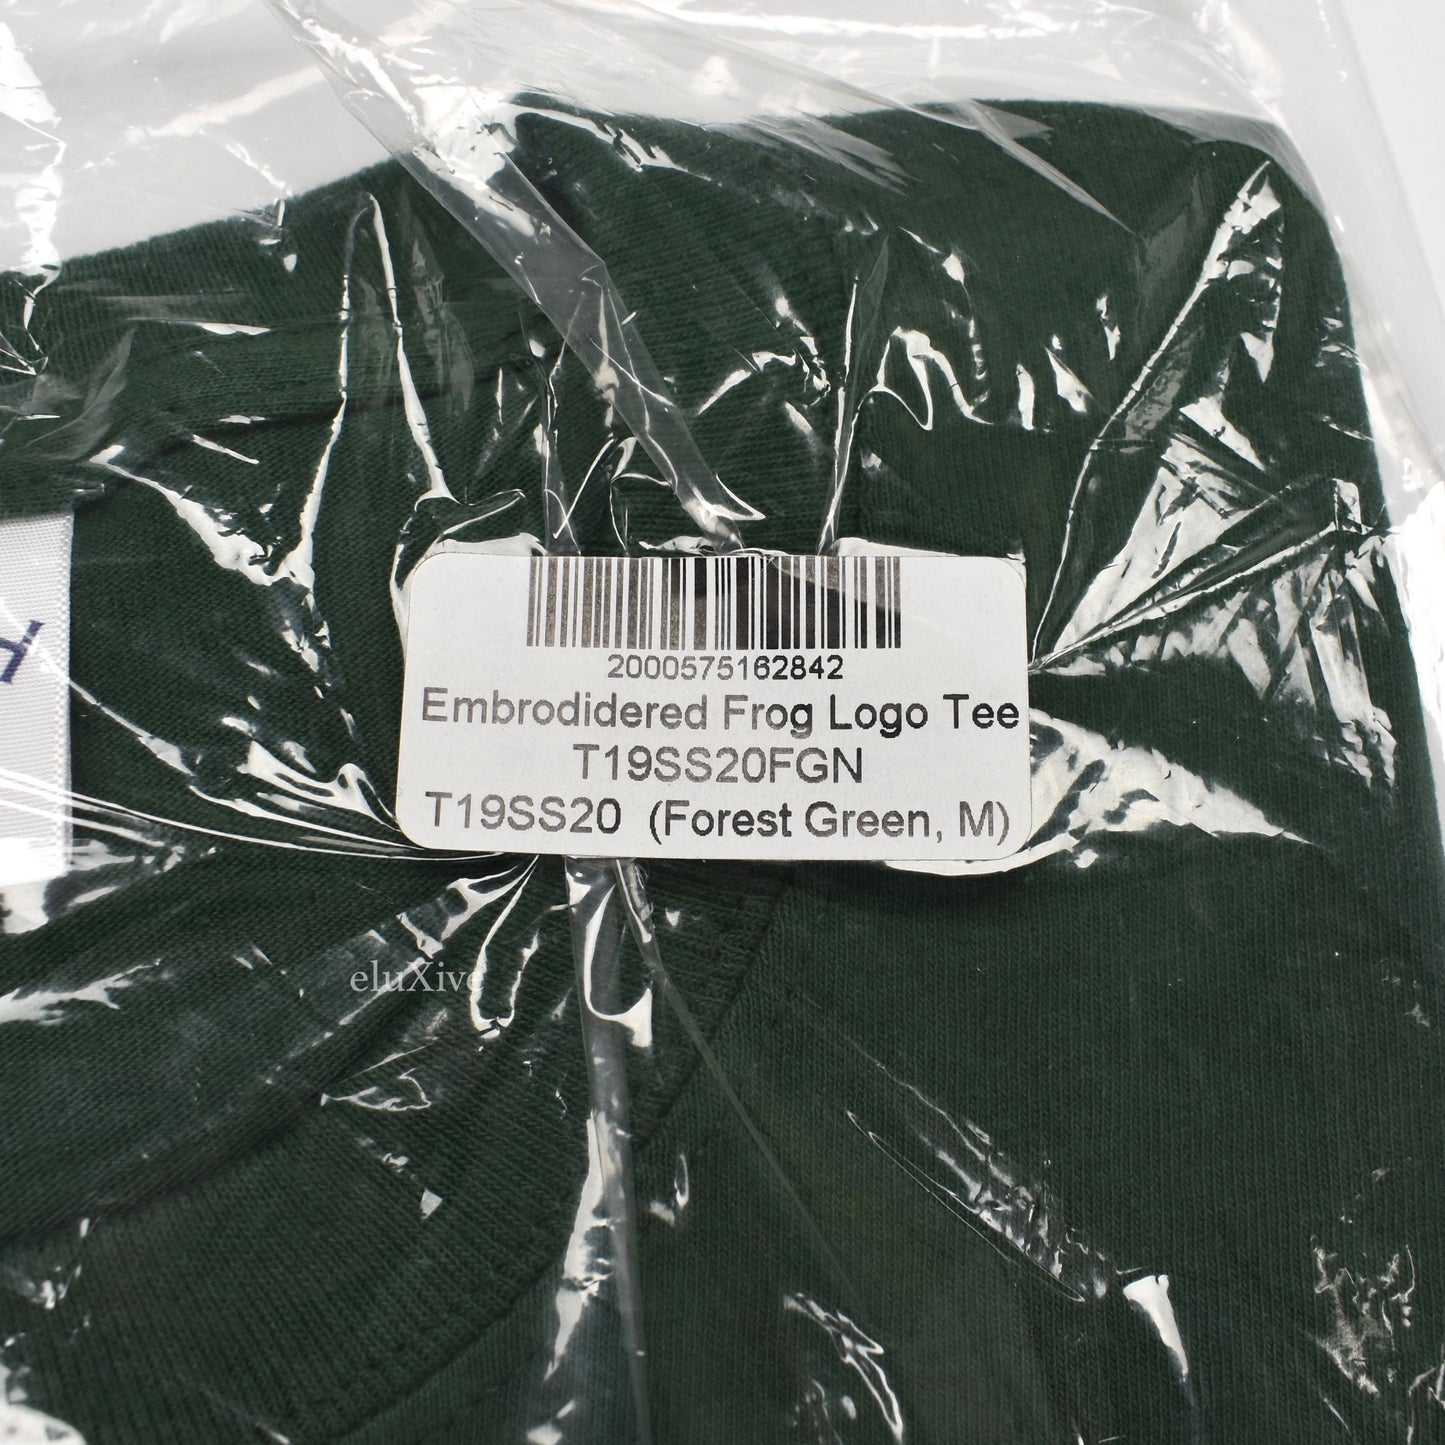 2000575162842
Embrodidered Frog Logo Tee
T19SS20FGN
T19SS20 (Forest Green, M)
eluXive